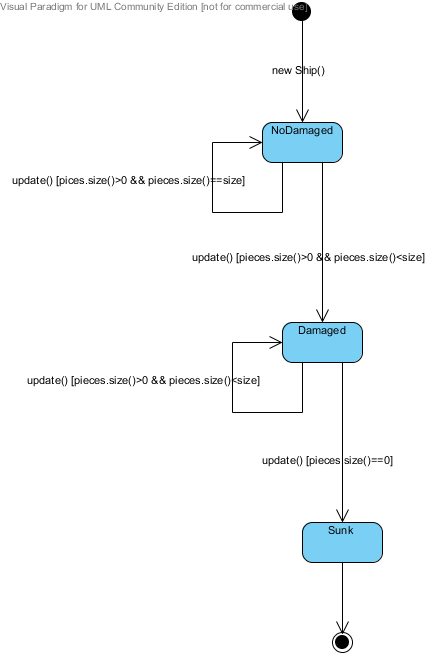 Visual Paradigm for UML Community Edition [not for commercial use]
new Ship()
NoDamaged
update() [pices.size()>0 && pieces.size()==size]
update() [pieces.size()>0 && pieces.size()<size]
Damaged
update() [pieces.size()>0 && pieces.size()<size]
update() [pieces.size()==0]
Sunk